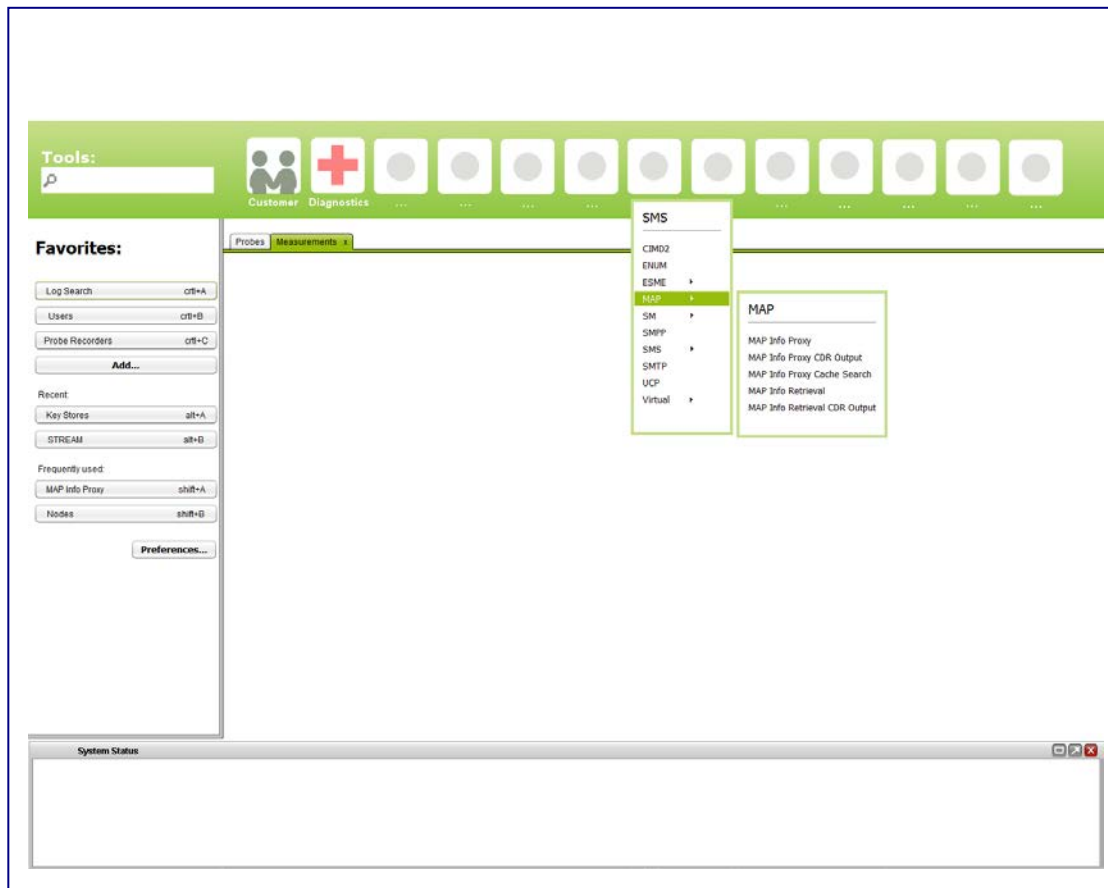 Tools:
Customer Diagnostics ... ... ... ... ... ... ... ... ...
Favorites:
Log Search crtl+A
Users crtl+B
Probe Recorders crtl+C
Add...
Recent:
Key Stores alt+A
STREAM alt+B
Frequently used:
MAP Info Proxy shift+A
Nodes shift+B
Preferences...
Probes Measurements x
SMS
CIMD2
ENUM
ESME
MAP
SM
SMPP
SMS
SMTP
UCP
Virtual
MAP
MAP Info Proxy
MAP Info Proxy CDR Output
MAP Info Proxy Cache Search
MAP Info Retrieval
MAP Info Retrieval CDR Output
System Status